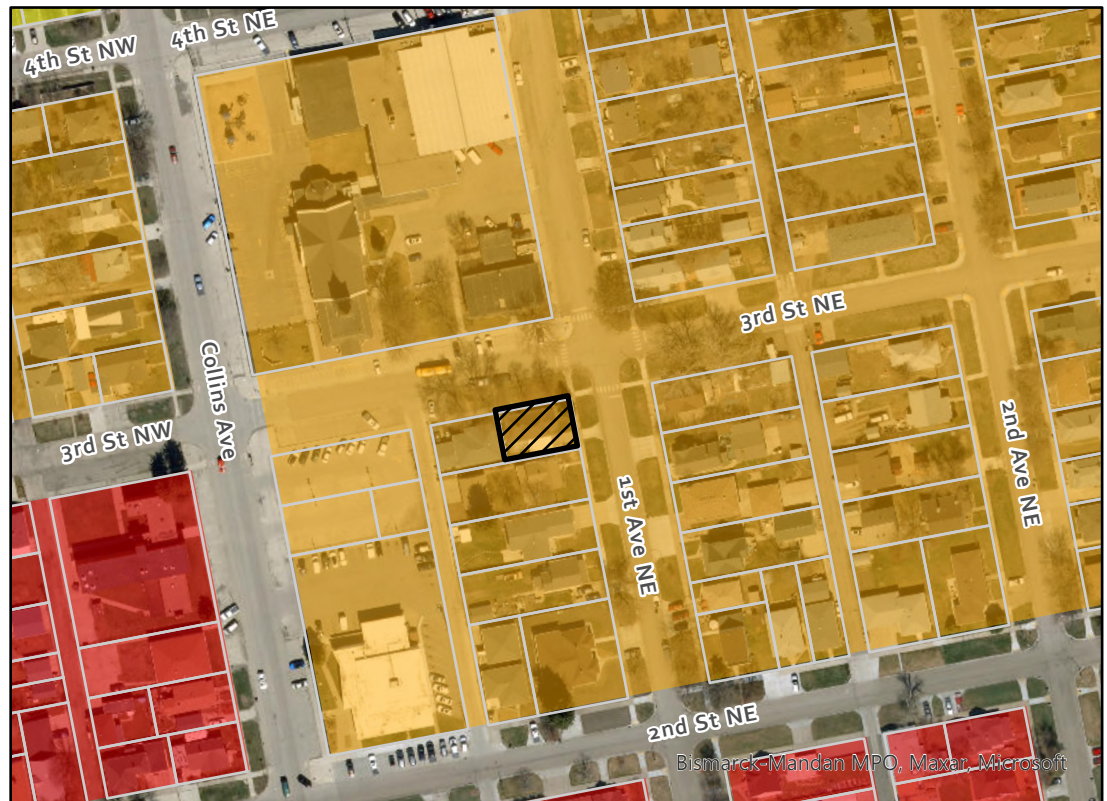 4th St NW
4th St NE
Collins Ave
3rd St NE
3rd St NW
2nd Ave NE
1st Ave NE
2nd St NE
Bismarck-Mandan MPO, Maxar, Microsoft